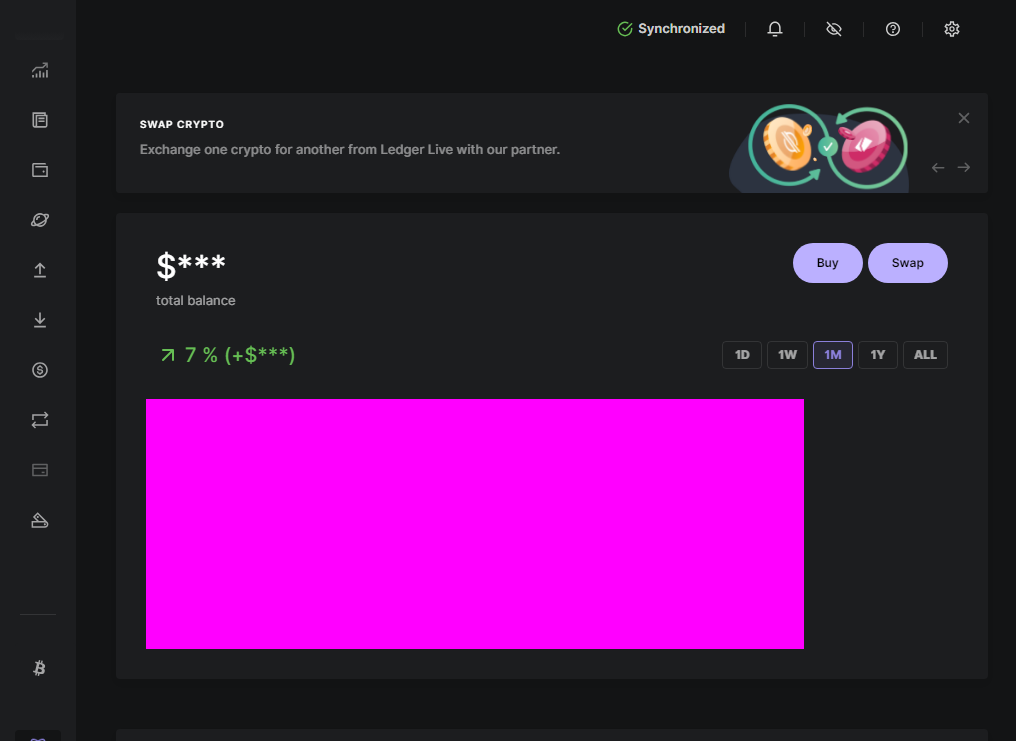 Synchronized
SWAP CRYPTO
Exchange one crypto for another from Ledger Live with our partner.
$***
total balance
Buy
Swap
7 % (+$***)
1D
1W
1M
1Y
ALL